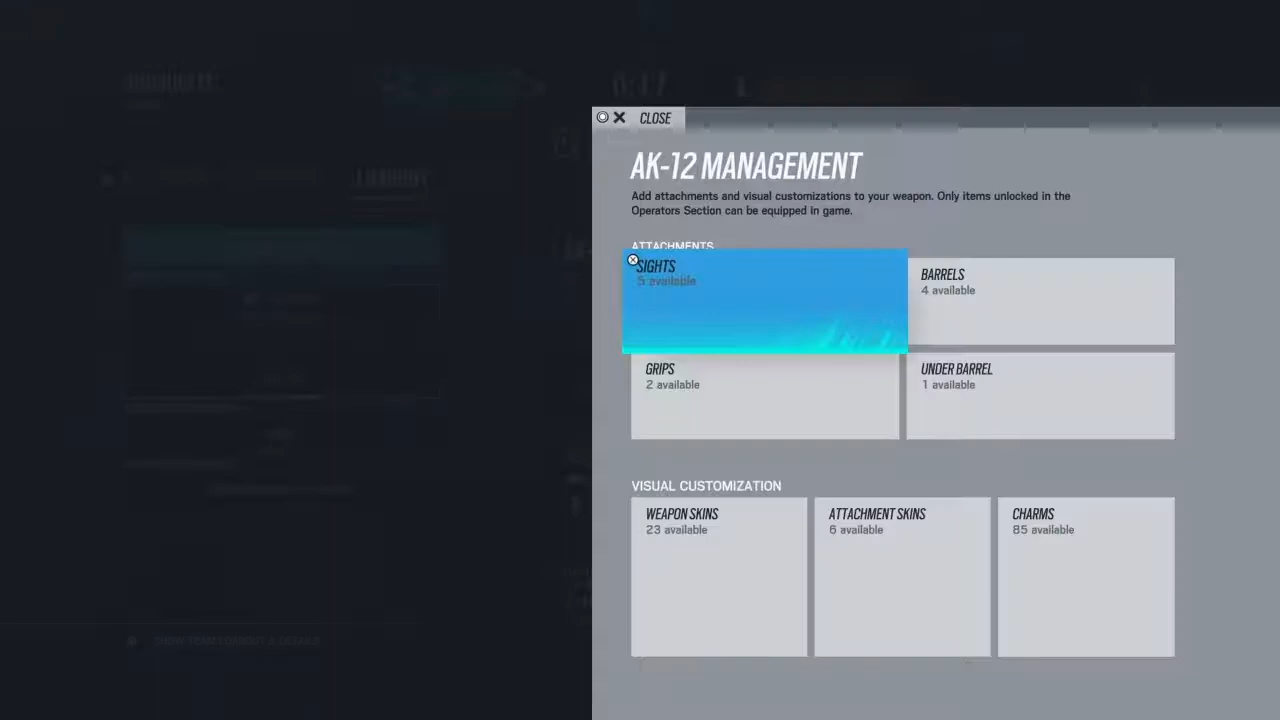 CLOSE
AK-12 MANAGEMENT
Add attachments and visual customizations to your weapon. Only items unlocked in the
Operators Section can be equipped in game.
ATTACHMENTS
SIGHTS
5 available
BARRELS
4 available
GRIPS
2 available
UNDER BARREL
1 available
VISUAL CUSTOMIZATION
WEAPON SKINS
23 available
ATTACHMENT SKINS
6 available
CHARMS
85 available